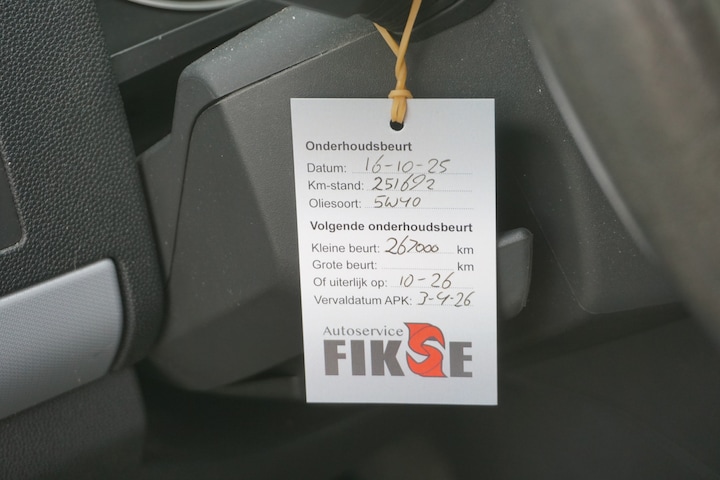 Onderhoudsbeurt
Datum: 16-10-25
Km-stand: 251692
Oliesoort: 5W40
Volgende onderhoudsbeurt
Kleine beurt: 267000 km
Grote beurt: km
Of uiterlijk op: 10-26
Vervaldatum APK: 3-4-26
Autoservice
FIKSE